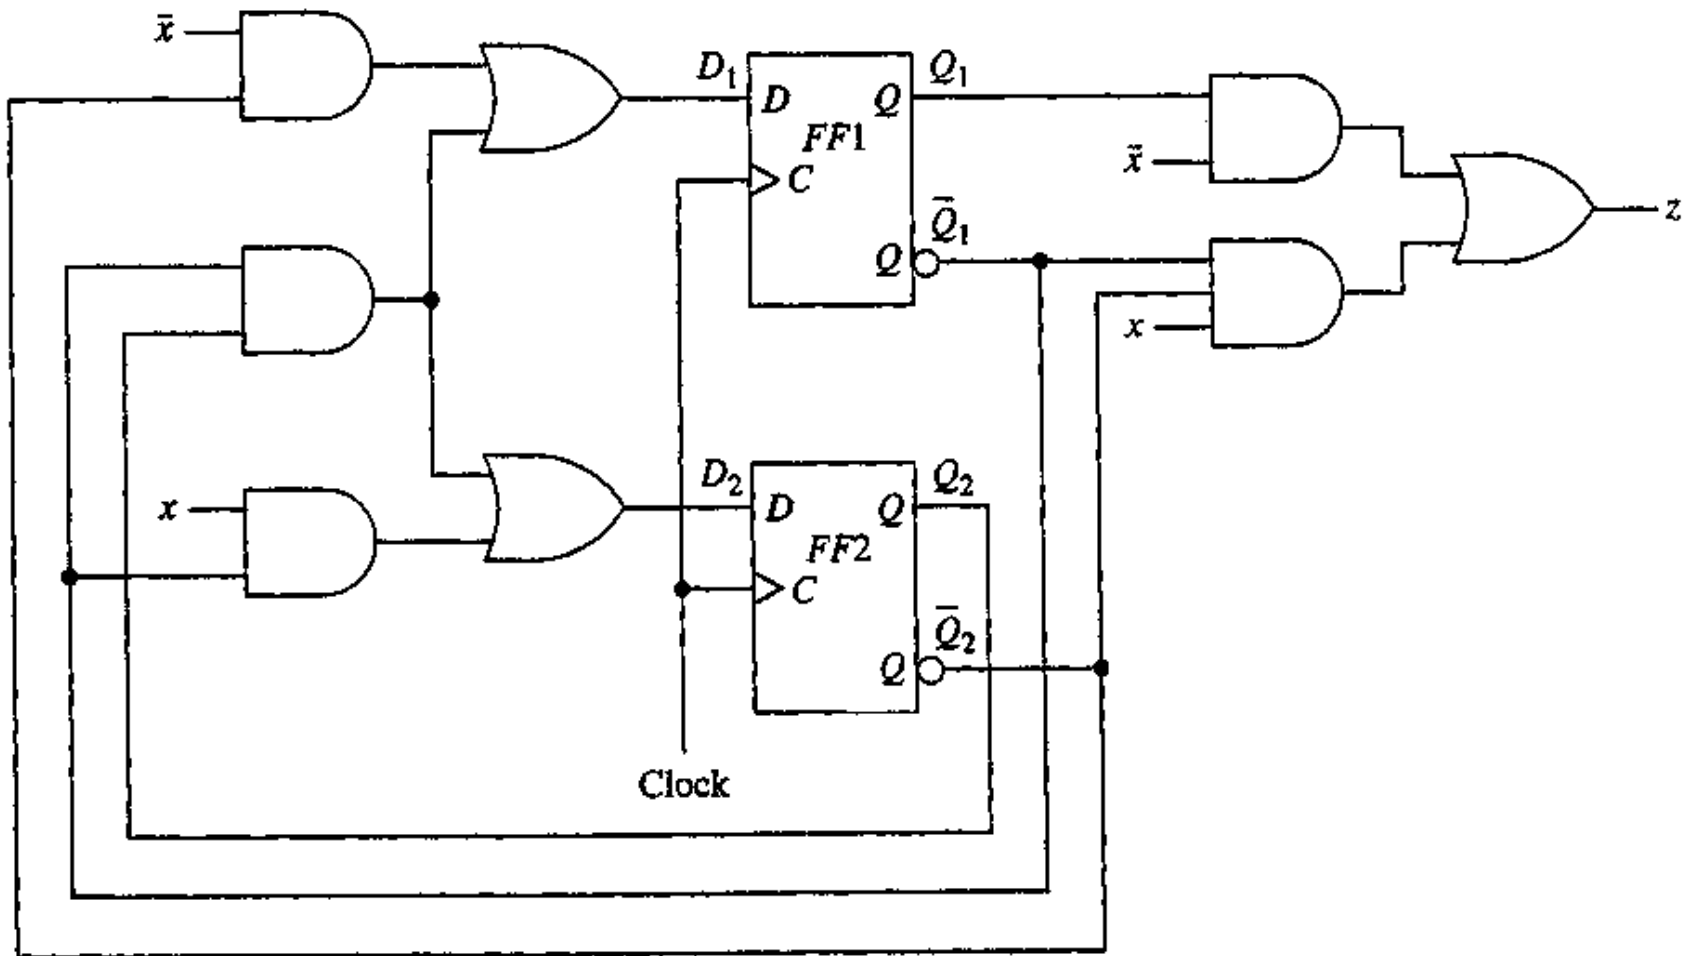 x̄
D₁
D
Q
FF1
C
Q
Q₁
Q̄₁
x̄
x
z
x
D₂
D
Q
FF2
C
Q
Q₂
Q̄₂
Clock